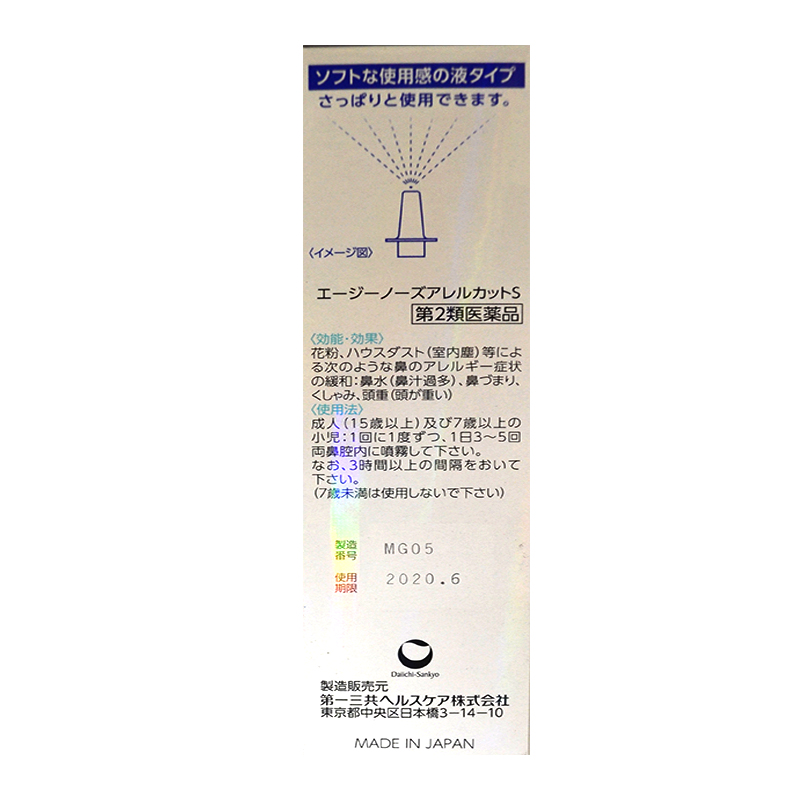 ソフトな使用感の液タイプ
さっぱりと使用できます。
〈イメージ図〉
エージーノーズアレルカットS
第2類医薬品
〈効能・効果〉
花粉、ハウスダスト(室内塵)等によ
る次のような鼻のアレルギー症状
の緩和:鼻水(鼻汁過多)、鼻づまり、
くしゃみ、頭重(頭が重い)
〈使用法〉
成人(15歳以上)及び7歳以上の
小児:1回に1度ずつ、1日3〜5回
両鼻腔内に噴霧して下さい。
なお、3時間以上の間隔をおいて
下さい。
(7歳未満は使用しないで下さい)
製造
番号
MG05
使用
期限
2020.6
Daiichi-Sankyo
製造販売元
第一三共ヘルスケア株式会社
東京都中央区日本橋3-14-10
MADE IN JAPAN